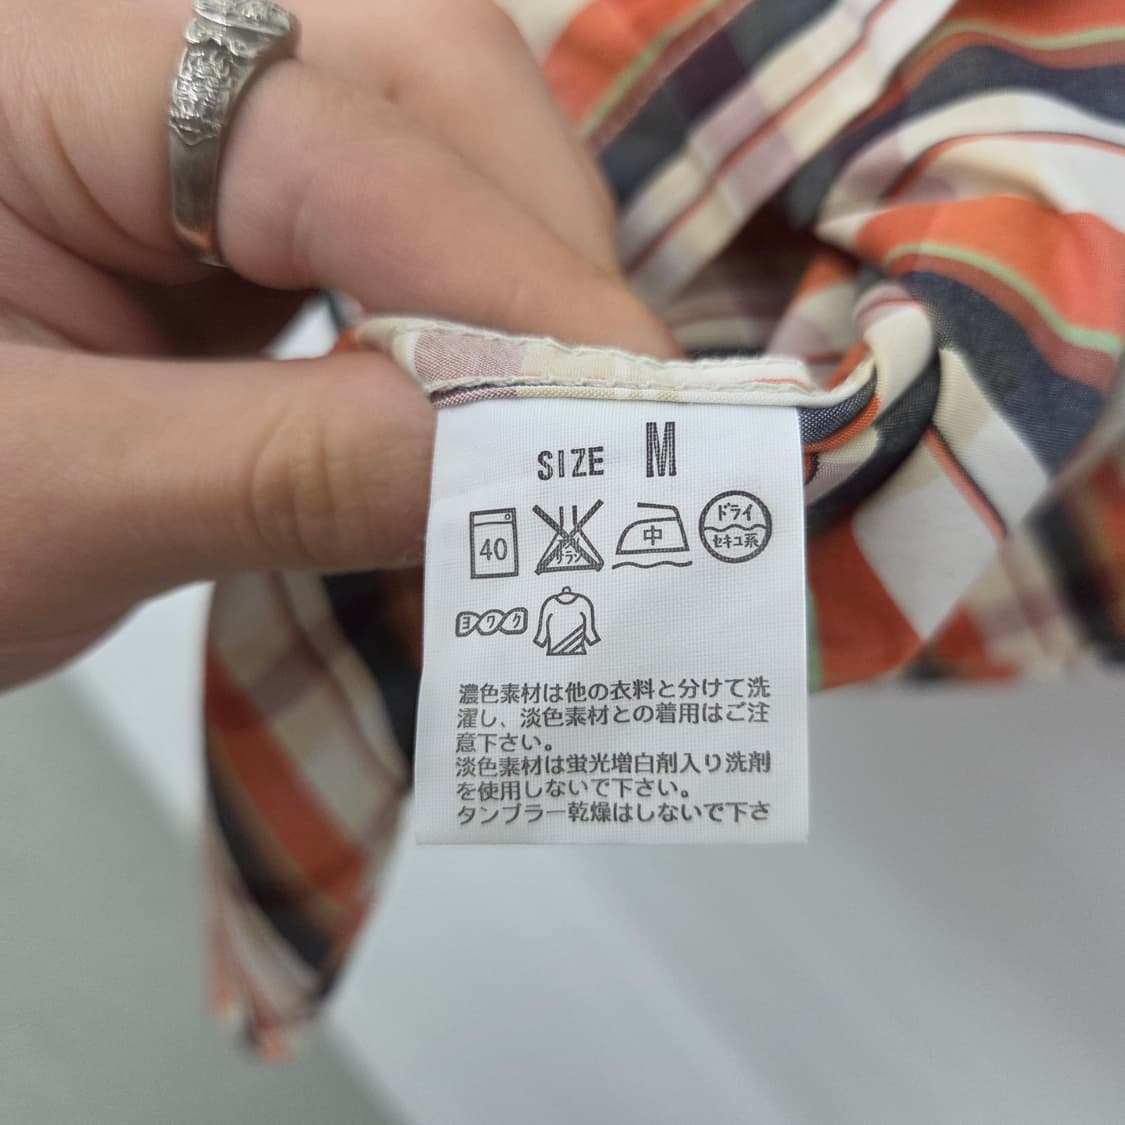 SIZE M
40
エンソサラシ
中
ドライ
セキユ系
ヨワク
濃色素材は他の衣料と分けて洗
濯し、淡色素材との着用はご注
意下さい。
淡色素材は蛍光増白剤入り洗剤
を使用しないで下さい。
タンブラー乾燥はしないで下さ